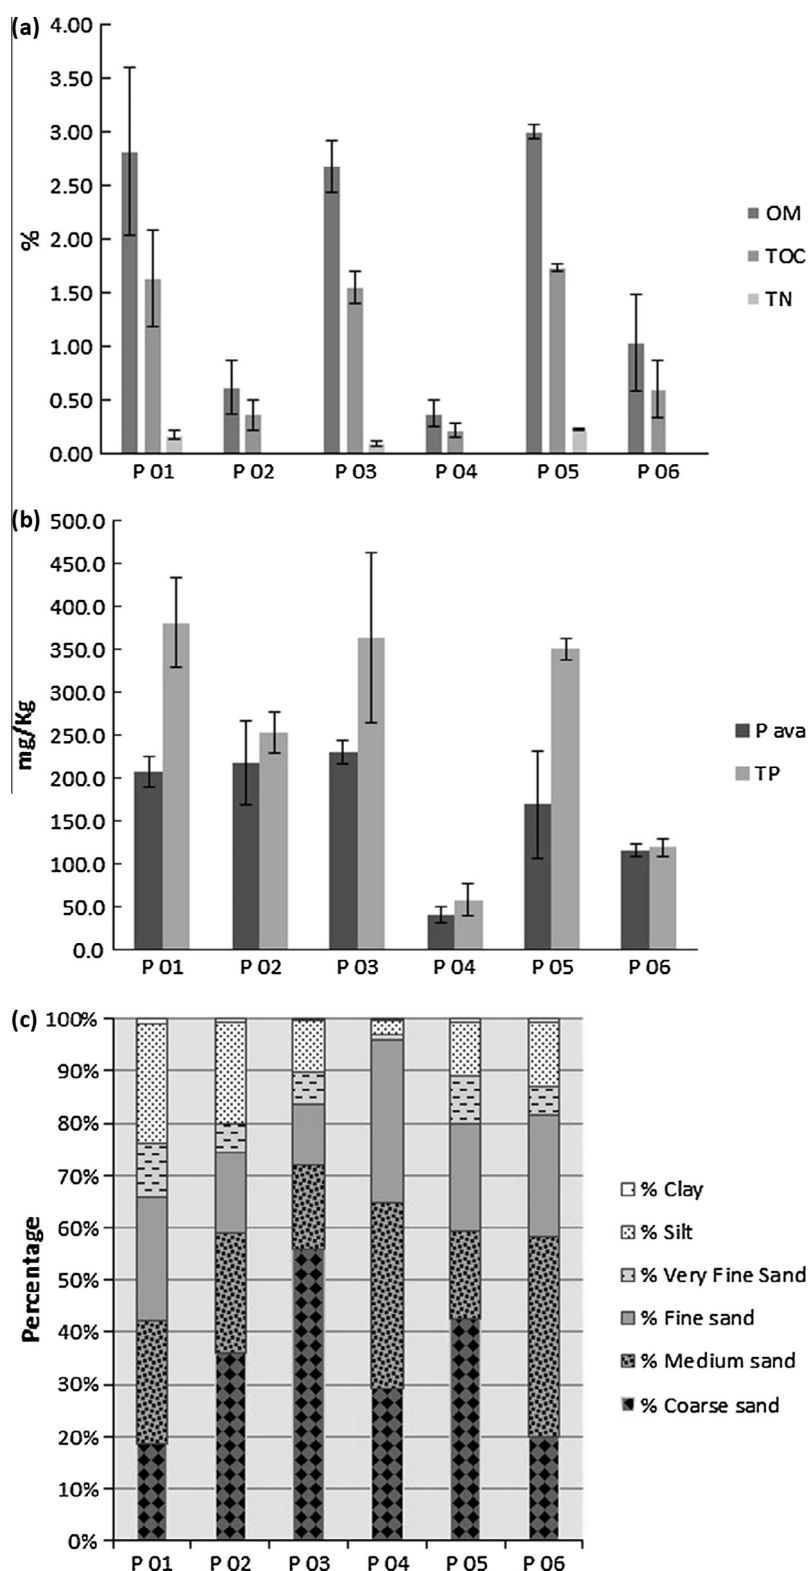 (a)
4.00
3.50
3.00
2.50
2.00
1.50
1.00
0.50
0.00
%
P 01 P 02 P 03 P 04 P 05 P 06
OM
TOC
TN
(b)
500.0
450.0
400.0
350.0
300.0
250.0
200.0
150.0
100.0
50.0
0.0
mg/Kg
P 01 P 02 P 03 P 04 P 05 P 06
P ava
TP
(c)
100%
90%
80%
70%
60%
50%
40%
30%
20%
10%
0%
Percentage
P 01 P 02 P 03 P 04 P 05 P 06
% Clay
% Silt
% Very Fine Sand
% Fine sand
% Medium sand
% Coarse sand